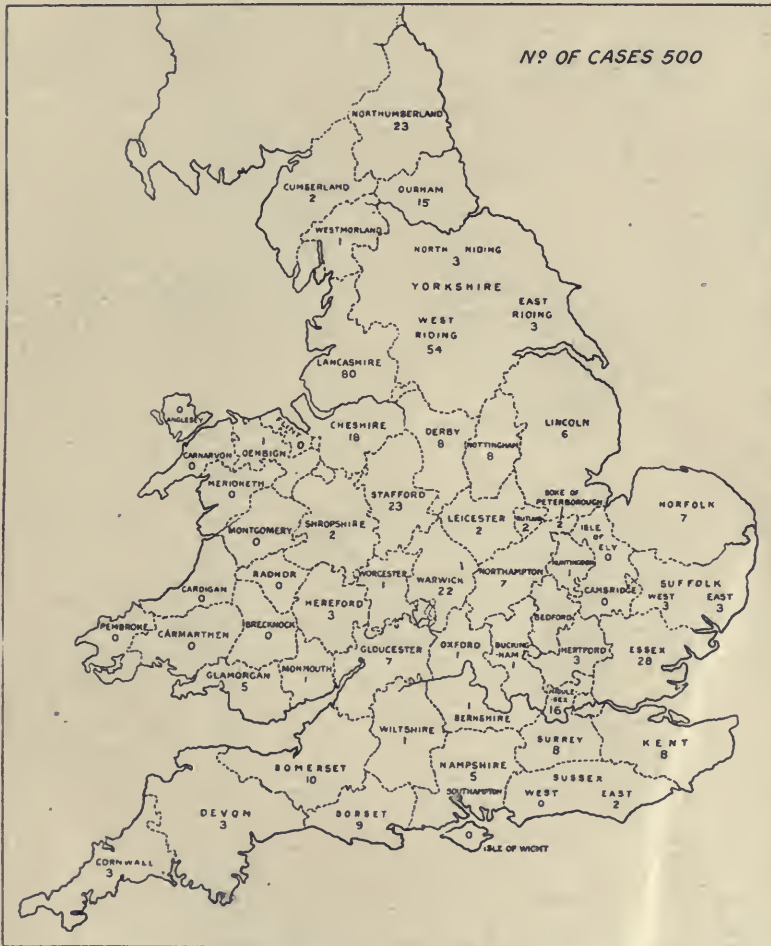 Nº OF CASES 500
NORTHUMBERLAND
23
CUMBERLAND
2
DURHAM
15
WESTMORLAND
1
NORTH RIDING
3
YORKSHIRE
EAST
RIDING
3
WEST
RIDING
54
LANCASHIRE
80
0
ANGLESEY
CARNARVON
0
1
DENBIGH
FLINT
0
CHESHIRE
18
DERBY
8
NOTTINGHAM
8
LINCOLN
6
MERIONETH
0
STAFFORD
23
SHROPSHIRE
2
LEICESTER
2
RUTLAND
2
SOKE OF
PETERBOROUGH
2
ISLE
OF
ELY
0
NORFOLK
7
MONTGOMERY
0
RADNOR
0
WORCESTER
1
1
WARWICK
22
NORTHAMPTON
7
HUNTINGDON
1
CAMBRIDGE
0
SUFFOLK
WEST
3
EAST
3
CARDIGAN
0
HEREFORD
3
BEDFORD
PEMBROKE
0
CARMARTHEN
0
BRECKNOCK
0
GLOUCESTER
7
OXFORD
1
BUCKING
HAM
1
HERTFORD
3
ESSEX
28
GLAMORGAN
5
MONMOUTH
1
MIDDLE
SEX
16
1
BERKSHIRE
WILTSHIRE
1
SURREY
8
KENT
8
SOMERSET
10
HAMPSHIRE
5
SOUTHAMPTON
SUSSEX
WEST
0
EAST
2
DEVON
3
DORSET
9
0
ISLE OF WIGHT
CORNWALL
3